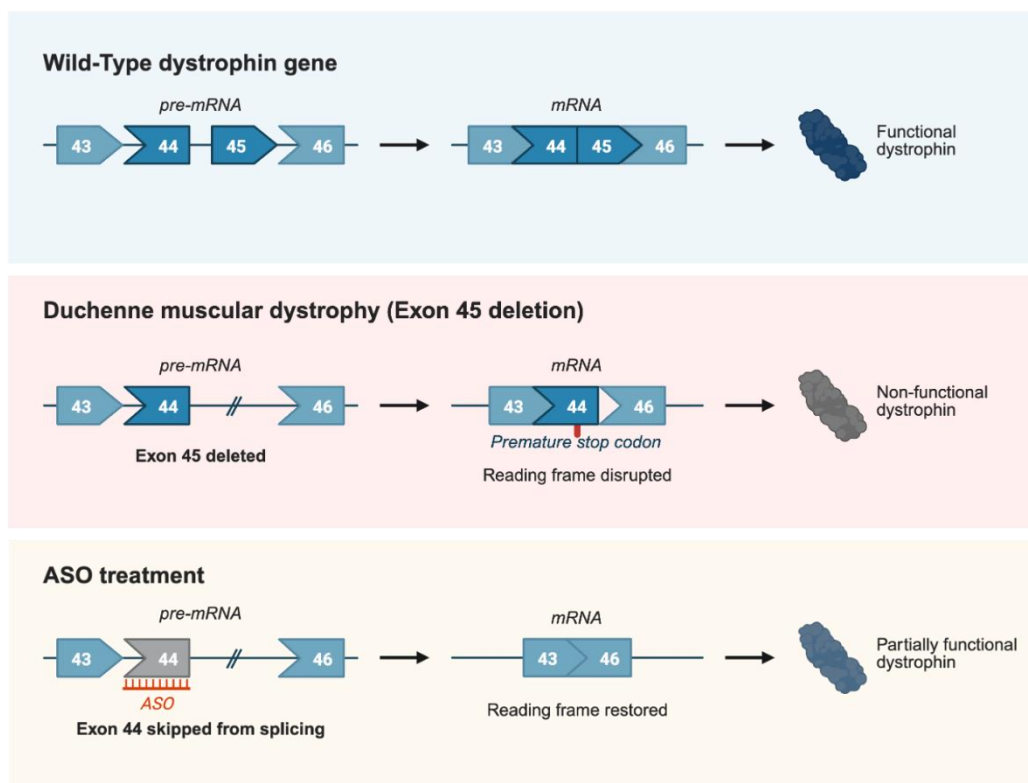 Wild-Type dystrophin gene
pre-mRNA
mRNA
43 44 45 46
43 44 45 46
Functional
dystrophin
Duchenne muscular dystrophy (Exon 45 deletion)
pre-mRNA
mRNA
43 44 // 46
43 44 46
Non-functional
dystrophin
Premature stop codon
Exon 45 deleted
Reading frame disrupted
ASO treatment
pre-mRNA
mRNA
43 44 // 46
43 46
Partially functional
dystrophin
ASO
Reading frame restored
Exon 44 skipped from splicing